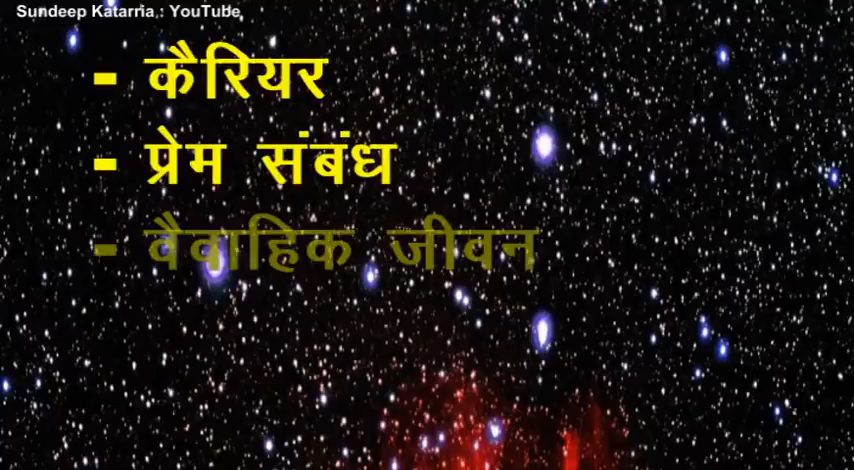 Sundeep Katarria : YouTube
- कैरियर
- प्रेम संबंध
- वैवाहिक जीवन